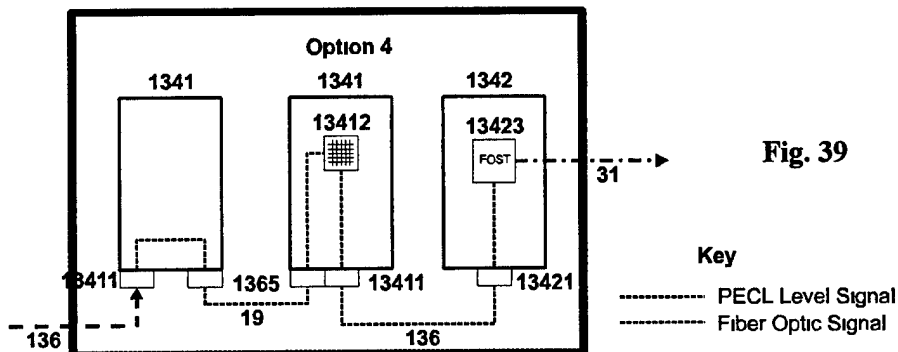 Option 4
1341
1341
1342
13412
13423
FOST
31
Fig. 39
13411
1365
13411
13421
19
136
136
Key
PECL Level Signal
Fiber Optic Signal